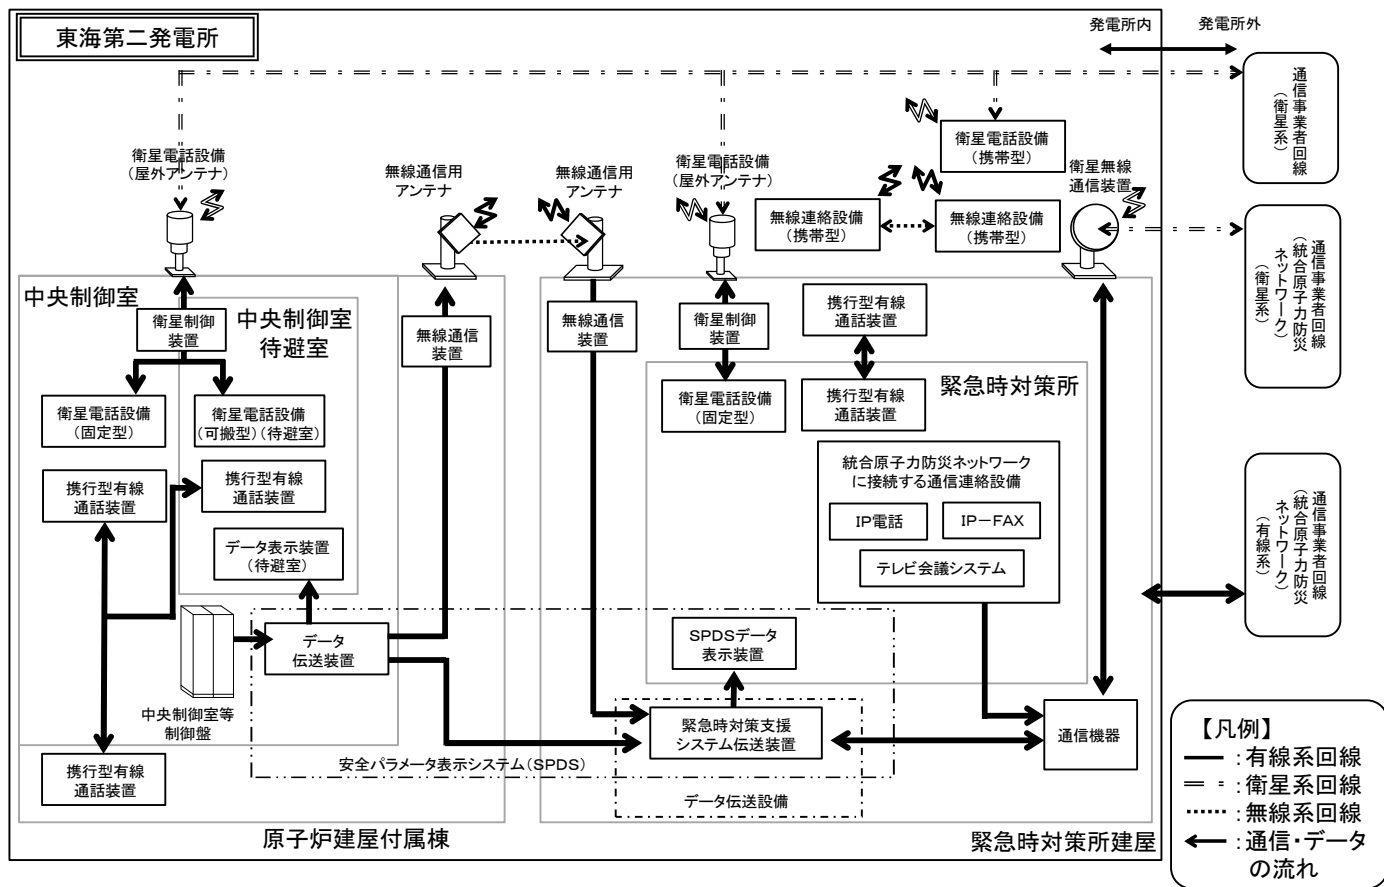 東海第二発電所
発電所内
発電所外
通信事業者回線
（衛星系）
衛星電話設備
（携帯型）
衛星電話設備
（屋外アンテナ）
無線通信用
アンテナ
無線通信用
アンテナ
衛星電話設備
（屋外アンテナ）
無線連絡設備
（携帯型）
無線連絡設備
（携帯型）
衛星無線
通信装置
通信事業者回線
（統合原子力防災
ネットワーク）
（衛星系）
中央制御室
中央制御室
待避室
衛星制御
装置
無線通信
装置
無線通信
装置
衛星制御
装置
携行型有線
通話装置
緊急時対策所
衛星電話設備
（固定型）
衛星電話設備
（可搬型）（待避室）
衛星電話設備
（固定型）
携行型有線
通話装置
携行型有線
通話装置
携行型有線
通話装置
統合原子力防災ネットワーク
に接続する通信連絡設備
IP電話
IP－FAX
テレビ会議システム
通信事業者回線
（統合原子力防災
ネットワーク）
（有線系）
データ表示装置
（待避室）
データ
伝送装置
SPDSデータ
表示装置
中央制御室等
制御盤
緊急時対策支援
システム伝送装置
通信機器
携行型有線
通話装置
安全パラメータ表示システム（SPDS）
データ伝送設備
原子炉建屋付属棟
緊急時対策所建屋
【凡例】
：有線系回線
：衛星系回線
：無線系回線
：通信・データ
の流れ